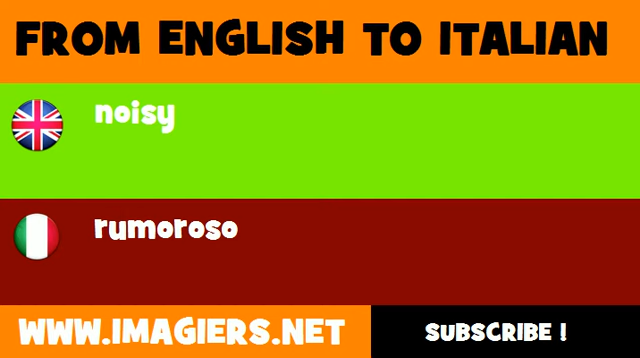 FROM ENGLISH TO ITALIAN
noisy
rumoroso
WWW.IMAGIERS.NET
SUBSCRIBE !